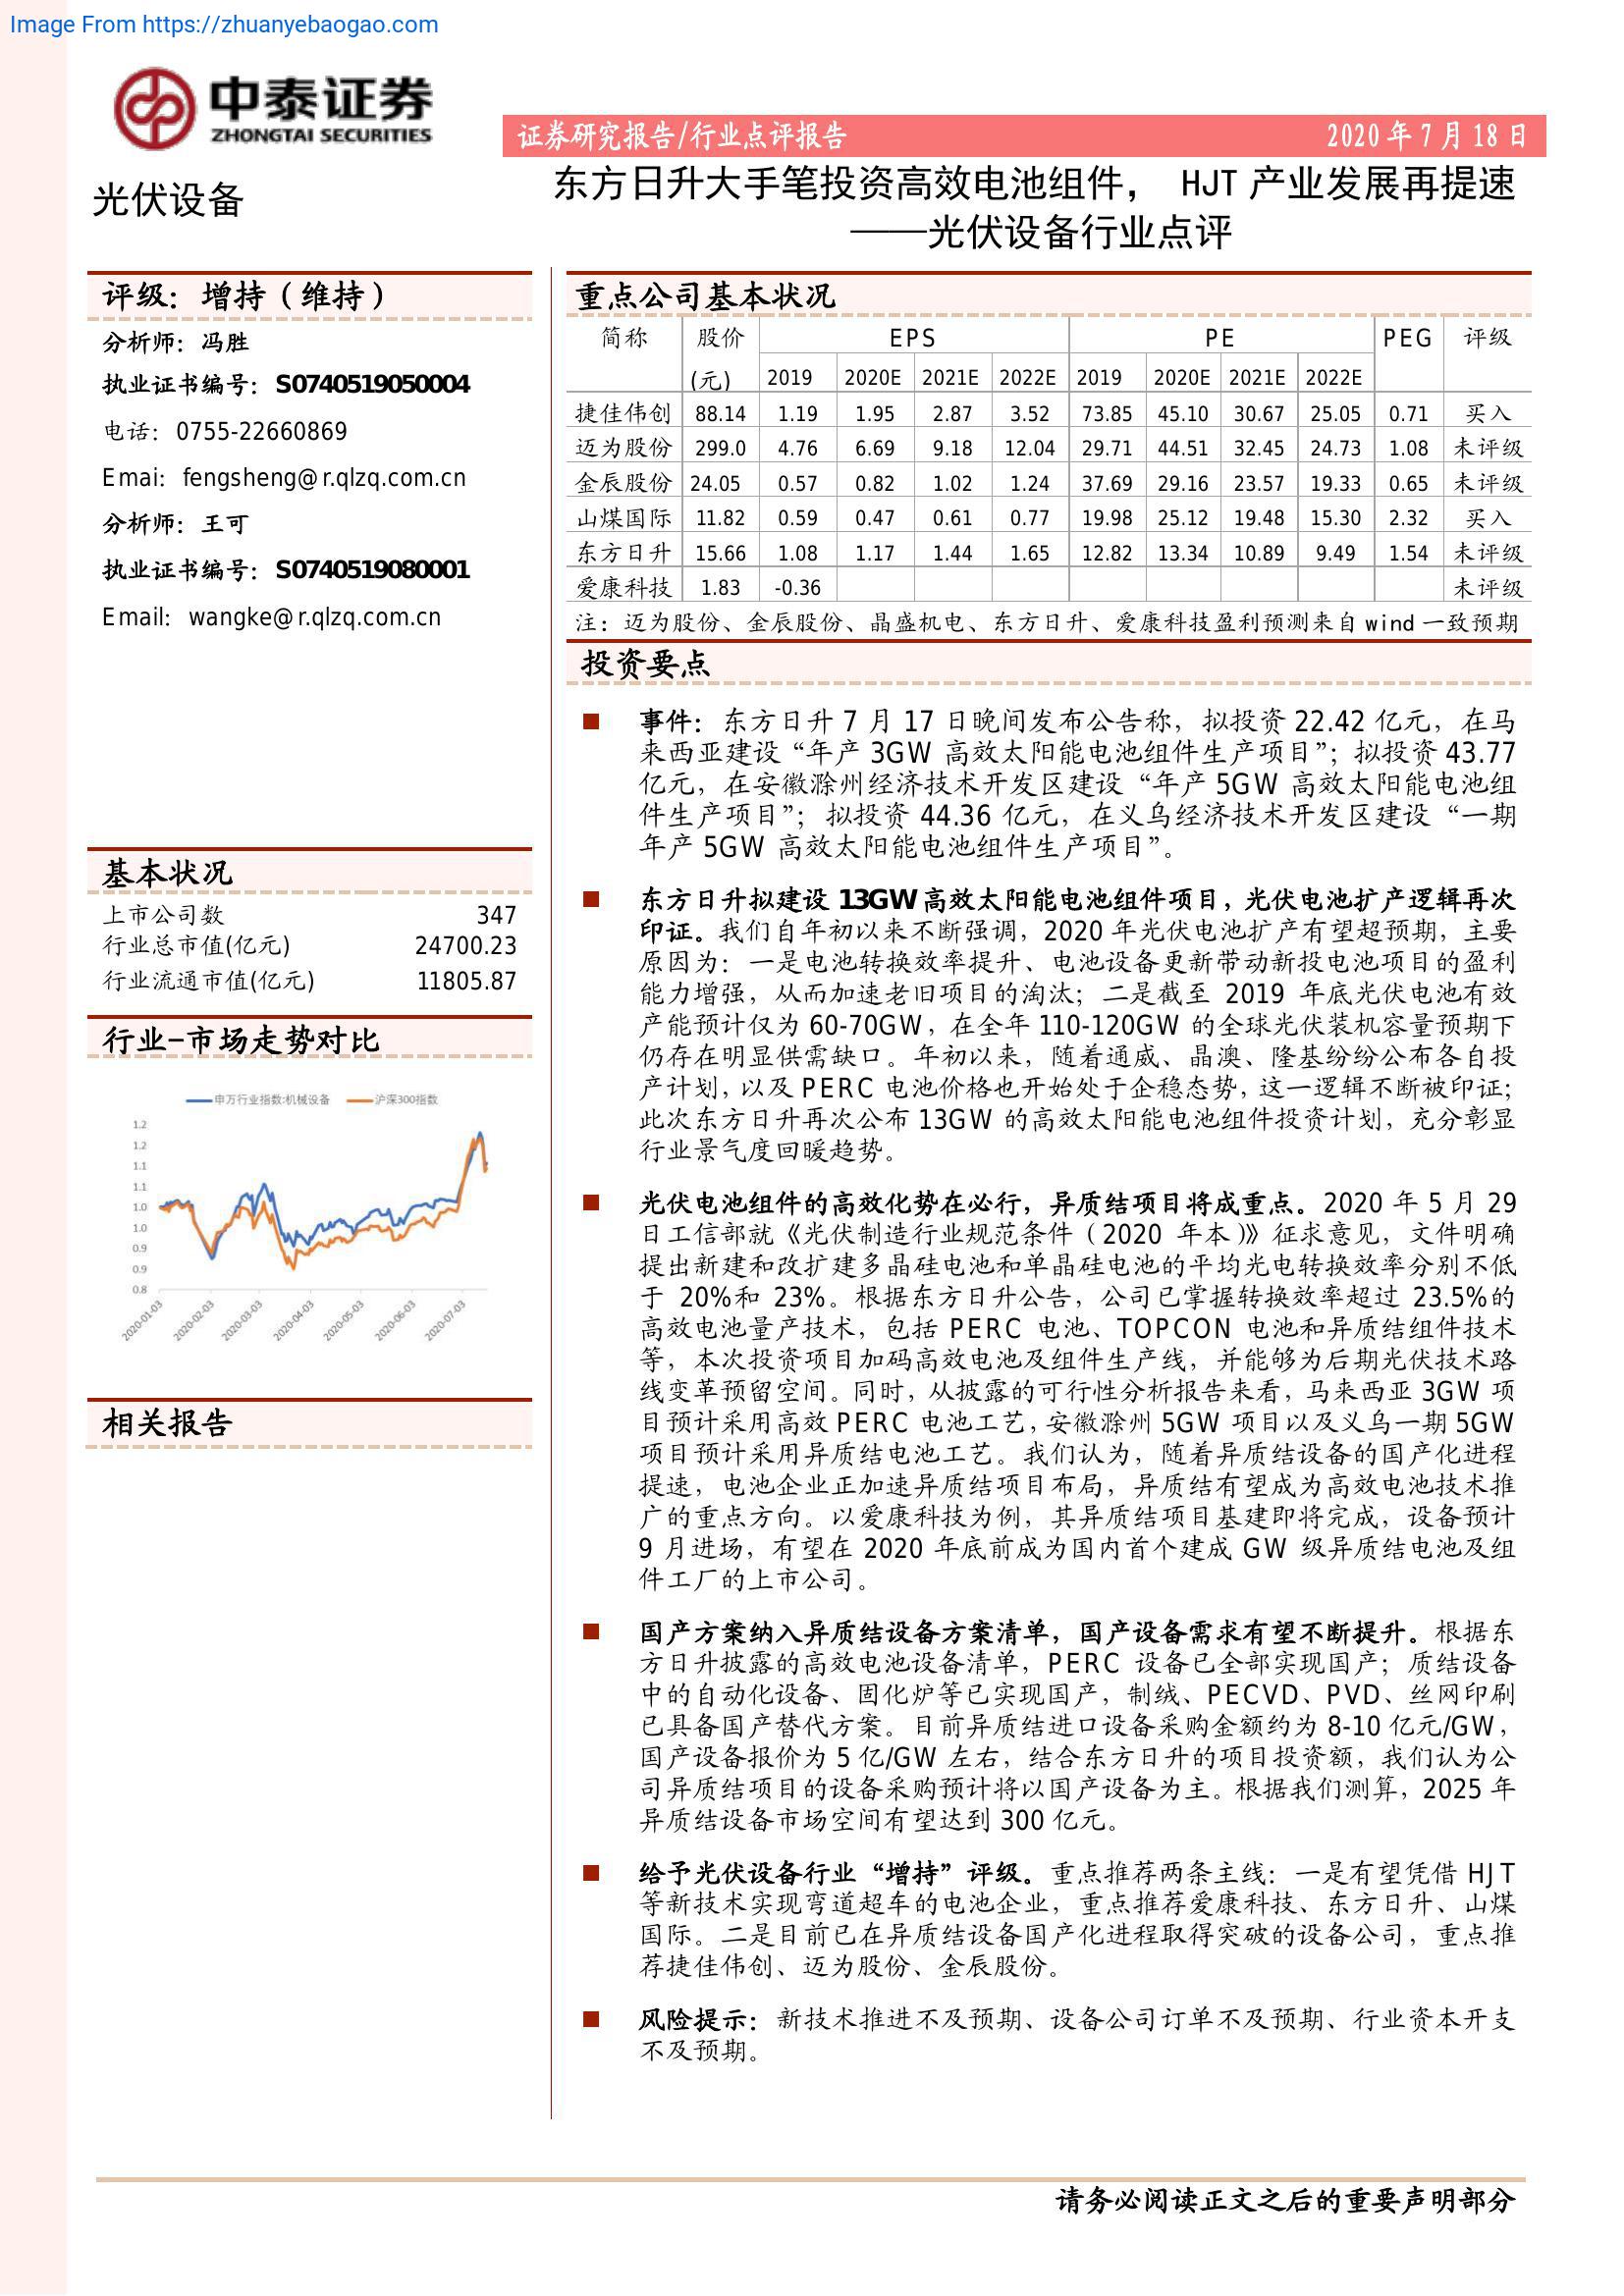 Image From https://zhuanyebaogao.com
中泰证券
ZHONGTAI SECURITIES
证券研究报告/行业点评报告 2020 年 7 月 18 日
光伏设备
东方日升大手笔投资高效电池组件， HJT 产业发展再提速
——光伏设备行业点评
评级：增持（维持）
分析师：冯胜
执业证书编号：S0740519050004
电话：0755-22660869
Emai：fengsheng@r.qlzq.com.cn
分析师：王可
执业证书编号：S0740519080001
Email：wangke@r.qlzq.com.cn
基本状况
上市公司数 347
行业总市值(亿元) 24700.23
行业流通市值(亿元) 11805.87
行业-市场走势对比
申万行业指数:机械设备 沪深300指数
1.2
1.2
1.1
1.1
1.0
1.0
0.9
0.9
0.8
2020-01-03 2020-02-03 2020-03-03 2020-04-03 2020-05-03 2020-06-03 2020-07-03
相关报告
重点公司基本状况
简称 股价 EPS PE PEG 评级
(元) 2019 2020E 2021E 2022E 2019 2020E 2021E 2022E
捷佳伟创 88.14 1.19 1.95 2.87 3.52 73.85 45.10 30.67 25.05 0.71 买入
迈为股份 299.0 4.76 6.69 9.18 12.04 29.71 44.51 32.45 24.73 1.08 未评级
金辰股份 24.05 0.57 0.82 1.02 1.24 37.69 29.16 23.57 19.33 0.65 未评级
山煤国际 11.82 0.59 0.47 0.61 0.77 19.98 25.12 19.48 15.30 2.32 买入
东方日升 15.66 1.08 1.17 1.44 1.65 12.82 13.34 10.89 9.49 1.54 未评级
爱康科技 1.83 -0.36 未评级
注：迈为股份、金辰股份、晶盛机电、东方日升、爱康科技盈利预测来自 wind 一致预期
投资要点
事件：东方日升 7 月 17 日晚间发布公告称，拟投资 22.42 亿元，在马
来西亚建设“年产 3GW 高效太阳能电池组件生产项目”；拟投资 43.77
亿元，在安徽滁州经济技术开发区建设“年产 5GW 高效太阳能电池组
件生产项目”；拟投资 44.36 亿元，在义乌经济技术开发区建设“一期
年产 5GW 高效太阳能电池组件生产项目”。
东方日升拟建设 13GW 高效太阳能电池组件项目，光伏电池扩产逻辑再次
印证。我们自年初以来不断强调，2020 年光伏电池扩产有望超预期，主要
原因为：一是电池转换效率提升、电池设备更新带动新投电池项目的盈利
能力增强，从而加速老旧项目的淘汰；二是截至 2019 年底光伏电池有效
产能预计仅为 60-70GW，在全年 110-120GW 的全球光伏装机容量预期下
仍存在明显供需缺口。年初以来，随着通威、晶澳、隆基纷纷公布各自投
产计划，以及 PERC 电池价格也开始处于企稳态势，这一逻辑不断被印证；
此次东方日升再次公布 13GW 的高效太阳能电池组件投资计划，充分彰显
行业景气度回暖趋势。
光伏电池组件的高效化势在必行，异质结项目将成重点。2020 年 5 月 29
日工信部就《光伏制造行业规范条件（2020 年本）》征求意见，文件明确
提出新建和改扩建多晶硅电池和单晶硅电池的平均光电转换效率分别不低
于 20%和 23%。根据东方日升公告，公司已掌握转换效率超过 23.5%的
高效电池量产技术，包括 PERC 电池、TOPCON 电池和异质结组件技术
等，本次投资项目加码高效电池及组件生产线，并能够为后期光伏技术路
线变革预留空间。同时，从披露的可行性分析报告来看，马来西亚 3GW 项
目预计采用高效 PERC 电池工艺，安徽滁州 5GW 项目以及义乌一期 5GW
项目预计采用异质结电池工艺。我们认为，随着异质结设备的国产化进程
提速，电池企业正加速异质结项目布局，异质结有望成为高效电池技术推
广的重点方向。以爱康科技为例，其异质结项目基建即将完成，设备预计
9 月进场，有望在 2020 年底前成为国内首个建成 GW 级异质结电池及组
件工厂的上市公司。
国产方案纳入异质结设备方案清单，国产设备需求有望不断提升。根据东
方日升披露的高效电池设备清单，PERC 设备已全部实现国产；质结设备
中的自动化设备、固化炉等已实现国产，制绒、PECVD、PVD、丝网印刷
已具备国产替代方案。目前异质结进口设备采购金额约为 8-10 亿元/GW，
国产设备报价为 5 亿/GW 左右，结合东方日升的项目投资额，我们认为公
司异质结项目的设备采购预计将以国产设备为主。根据我们测算，2025 年
异质结设备市场空间有望达到 300 亿元。
给予光伏设备行业“增持”评级。重点推荐两条主线：一是有望凭借 HJT
等新技术实现弯道超车的电池企业，重点推荐爱康科技、东方日升、山煤
国际。二是目前已在异质结设备国产化进程取得突破的设备公司，重点推
荐捷佳伟创、迈为股份、金辰股份。
风险提示：新技术推进不及预期、设备公司订单不及预期、行业资本开支
不及预期。
请务必阅读正文之后的重要声明部分